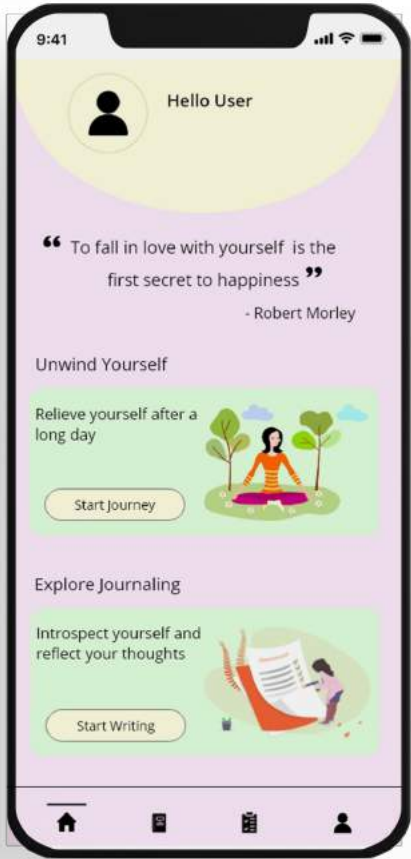 9:41
Hello User
“ To fall in love with yourself is the
first secret to happiness ”
- Robert Morley
Unwind Yourself
Relieve yourself after a
long day
Start Journey
Explore Journaling
Introspect yourself and
reflect your thoughts
Start Writing